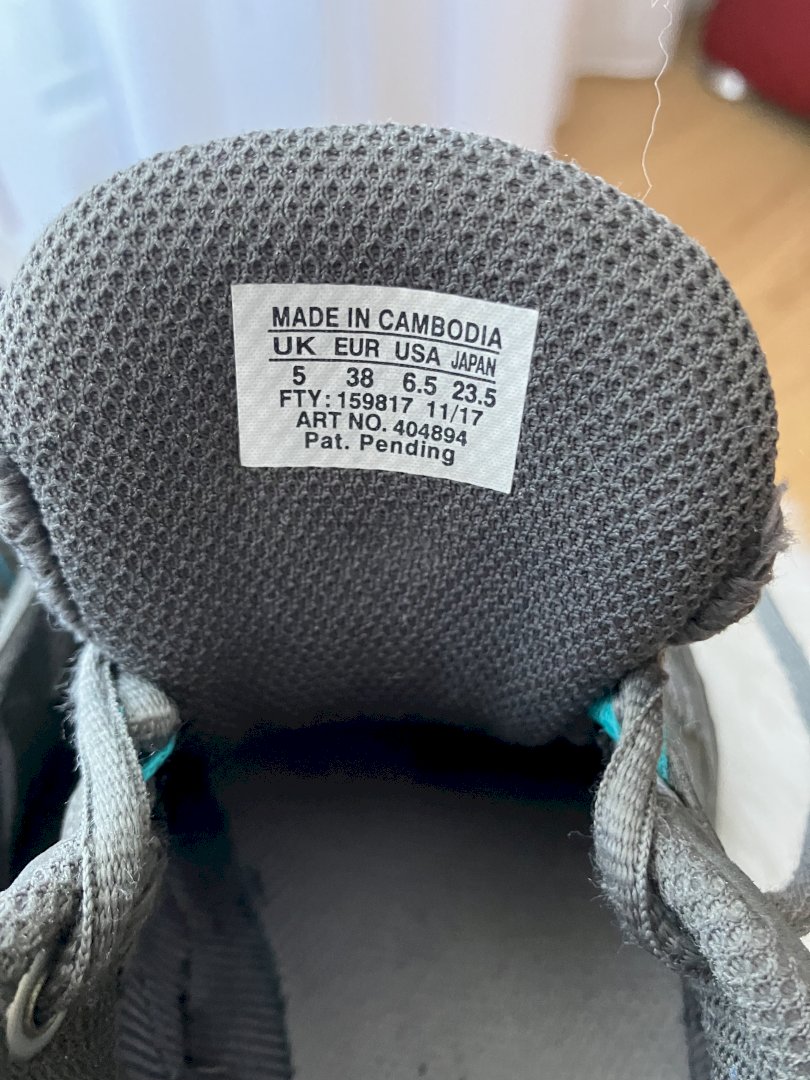 MADE IN CAMBODIA
UK EUR USA JAPAN
5 38 6.5 23.5
FTY: 159817 11/17
ART NO. 404894
Pat. Pending